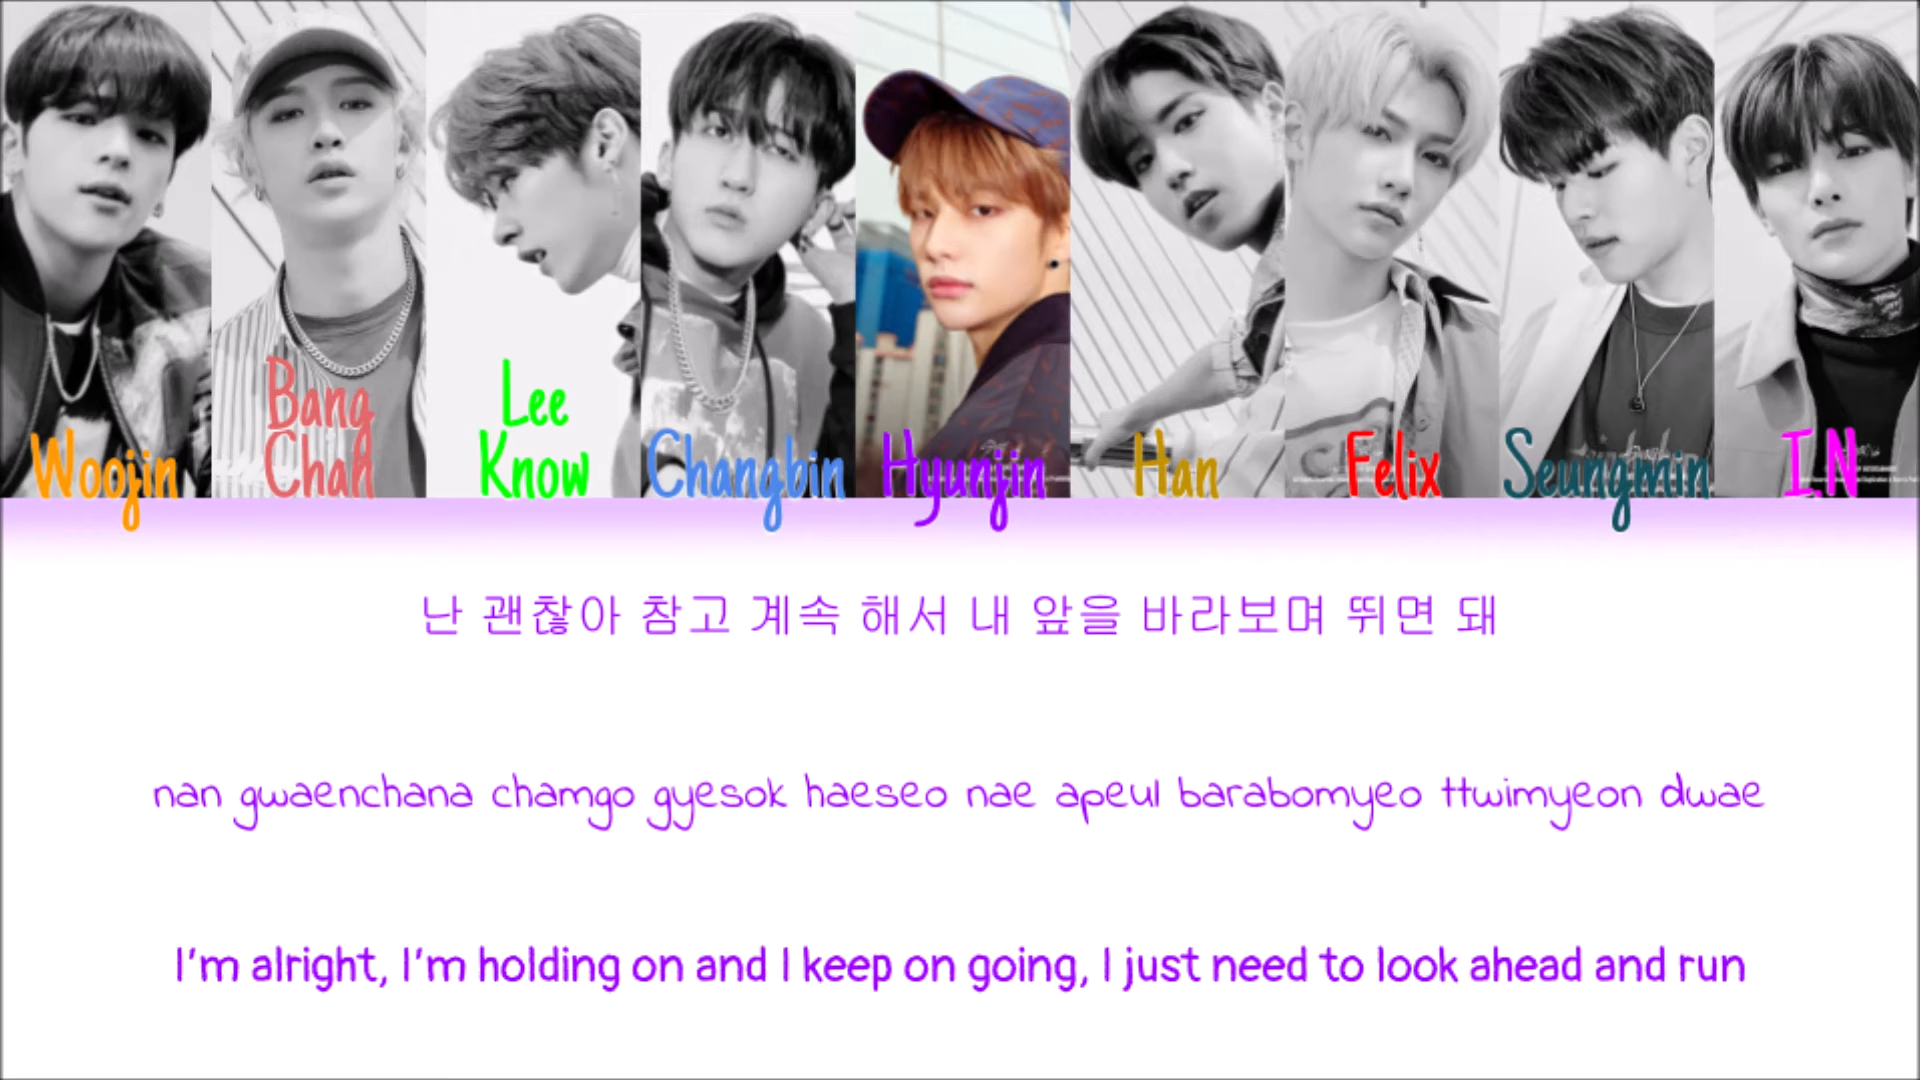 Woojin
Bang
Chan
Lee
Know
Changbin
Hyunjin
Han
Felix
Seungmin
I.N
난 괜찮아 참고 계속 해서 내 앞을 바라보며 뛰면 돼
nan gwaenchana chamgo gyesok haeseo nae apeul barabomyeo ttwimyeon dwae
I'm alright, I'm holding on and I keep on going, I just need to look ahead and run